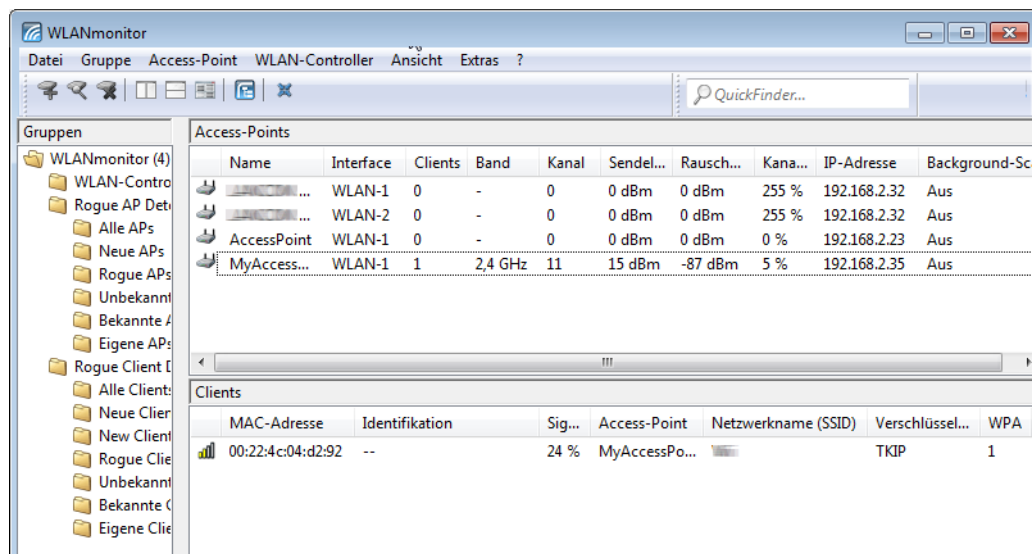 WLANmonitor
Datei Gruppe Access-Point WLAN-Controller Ansicht Extras ?
QuickFinder...
Gruppen
WLANmonitor (4)
WLAN-Contro
Rogue AP Det
Alle APs
Neue APs
Rogue APs
Unbekannt
Bekannte A
Eigene APs
Rogue Client D
Alle Clients
Neue Clien
New Client
Rogue Clie
Unbekannt
Bekannte C
Eigene Clie
Access-Points
Name Interface Clients Band Kanal Sendel... Rausch... Kana... IP-Adresse Background-Sc
... WLAN-1 0 - 0 0 dBm 0 dBm 255 % 192.168.2.32 Aus
... WLAN-2 0 - 0 0 dBm 0 dBm 255 % 192.168.2.32 Aus
AccessPoint WLAN-1 0 - 0 0 dBm 0 dBm 0 % 192.168.2.23 Aus
MyAccess... WLAN-1 1 2,4 GHz 11 15 dBm -87 dBm 5 % 192.168.2.35 Aus
Clients
MAC-Adresse Identifikation Sig... Access-Point Netzwerkname (SSID) Verschlüssel... WPA
00:22:4c:04:d2:92 -- 24 % MyAccessPo... TKIP 1